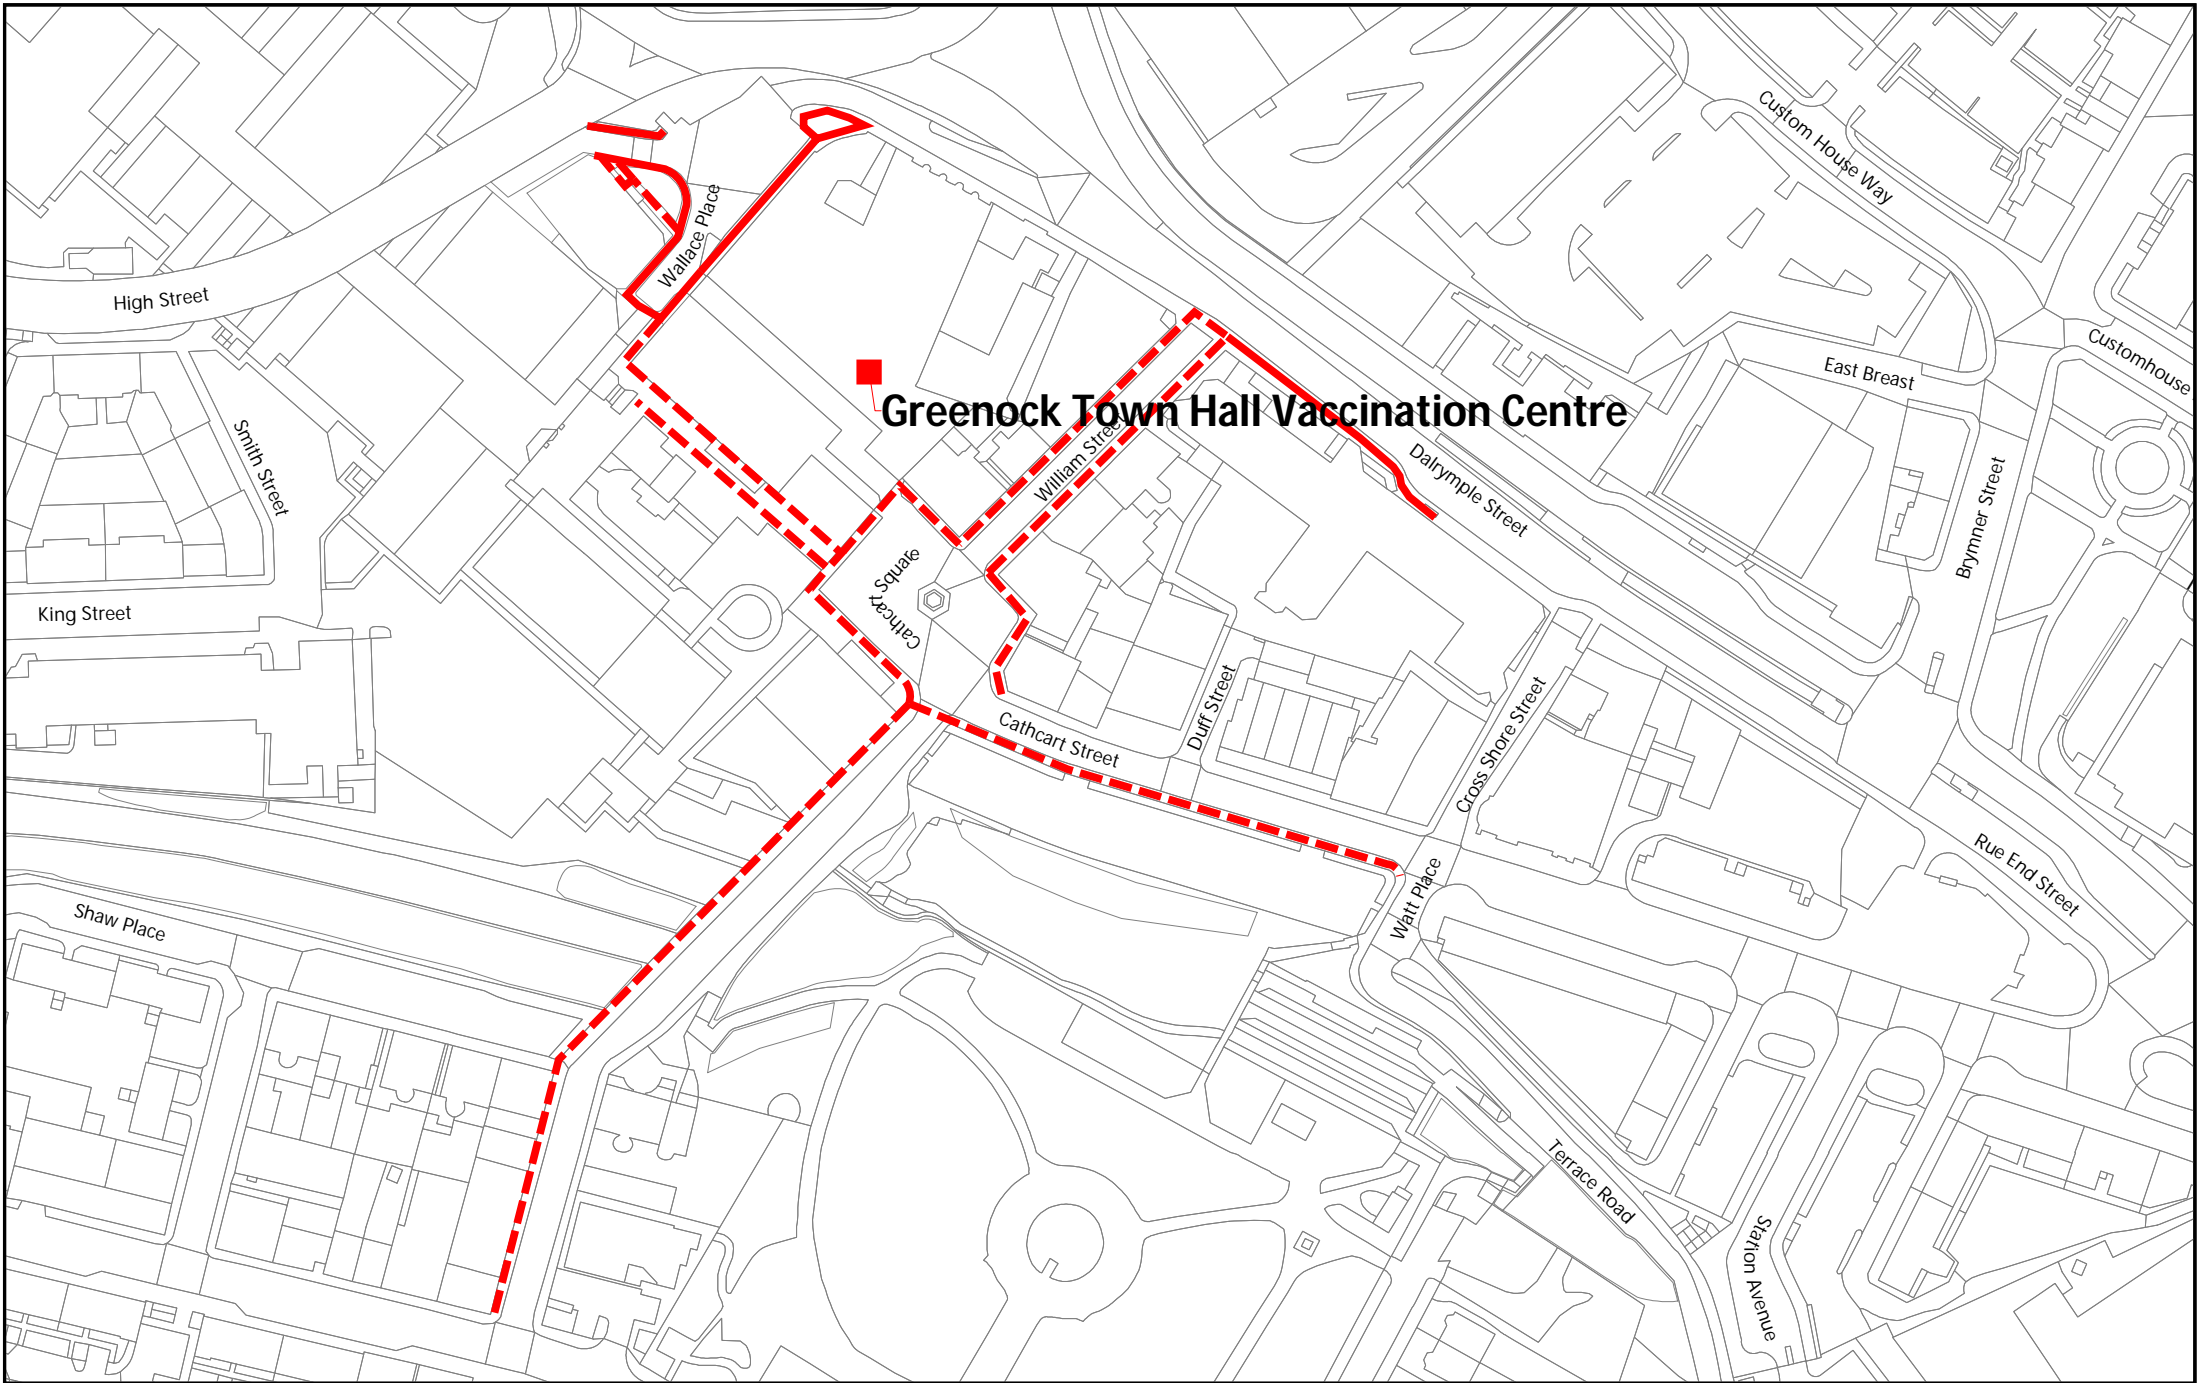 Custom House Way
Wallace Place
High Street
Customhouse
East Breast
Greenock Town Hall Vaccination Centre
Smith Street
William Street
Dalrymple Street
Brymner Street
Cathcart Square
King Street
Duff Street
Cross Shore Street
Cathcart Street
Rue End Street
Watt Place
Shaw Place
Terrace Road
Station Avenue